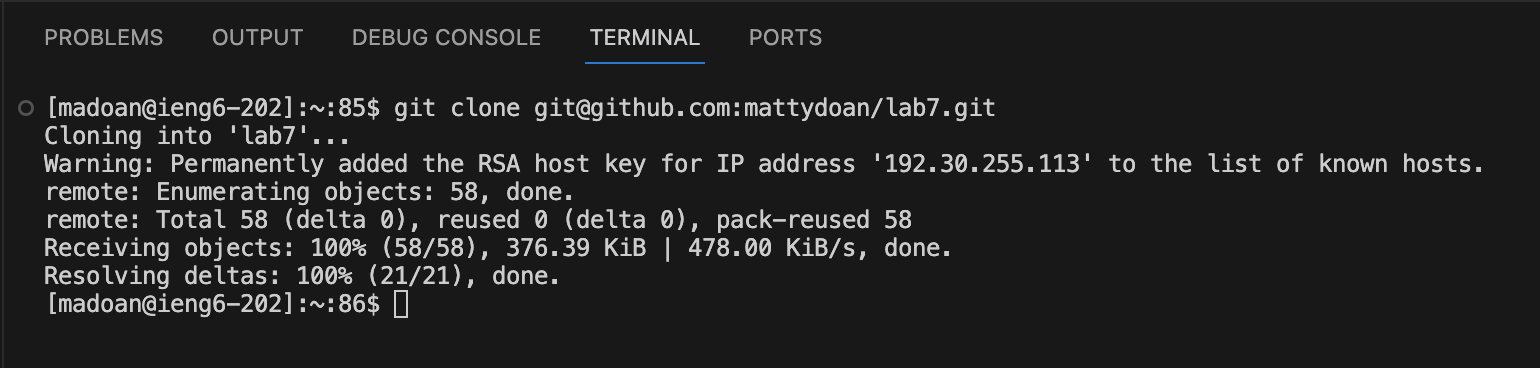 PROBLEMS OUTPUT DEBUG CONSOLE TERMINAL PORTS
[madoan@ieng6-202]:~:85$ git clone git@github.com:mattydoan/lab7.git
Cloning into 'lab7'...
Warning: Permanently added the RSA host key for IP address '192.30.255.113' to the list of known hosts.
remote: Enumerating objects: 58, done.
remote: Total 58 (delta 0), reused 0 (delta 0), pack-reused 58
Receiving objects: 100% (58/58), 376.39 KiB | 478.00 KiB/s, done.
Resolving deltas: 100% (21/21), done.
[madoan@ieng6-202]:~:86$